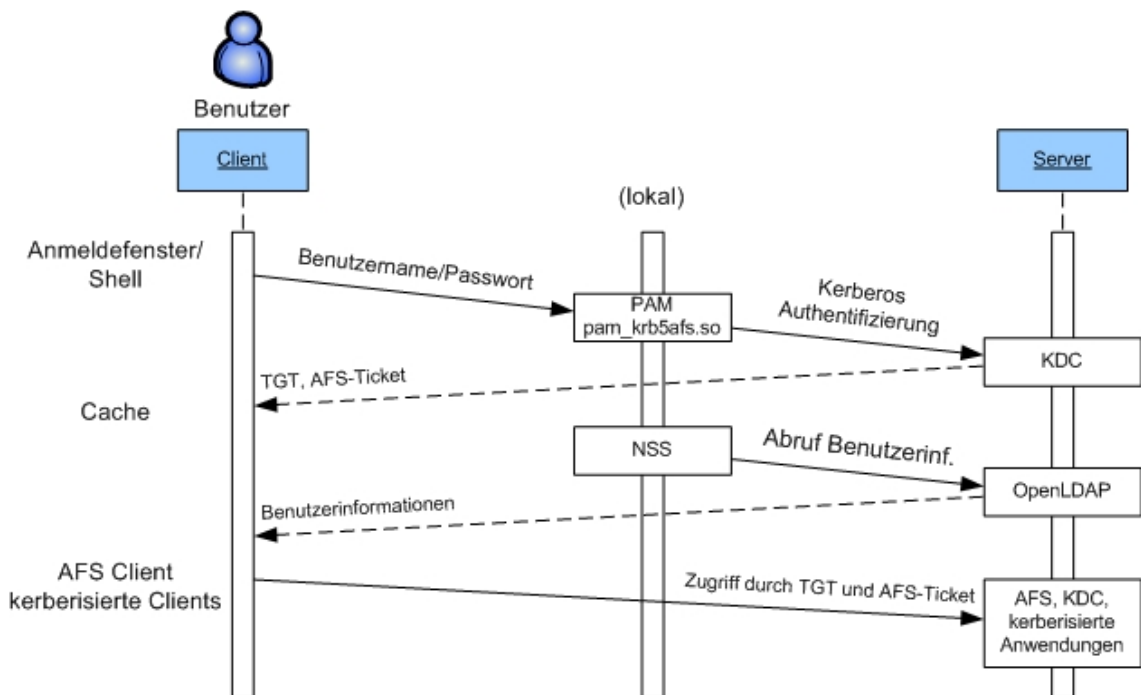 Benutzer
Client
Server
(lokal)
Anmeldefenster/
Shell
Benutzername/Passwort
PAM
pam_krb5afs.so
Kerberos
Authentifizierung
KDC
TGT, AFS-Ticket
Cache
NSS
Abruf Benutzerinf.
OpenLDAP
Benutzerinformationen
AFS Client
kerberisierte Clients
Zugriff durch TGT und AFS-Ticket
AFS, KDC,
kerberisierte
Anwendungen